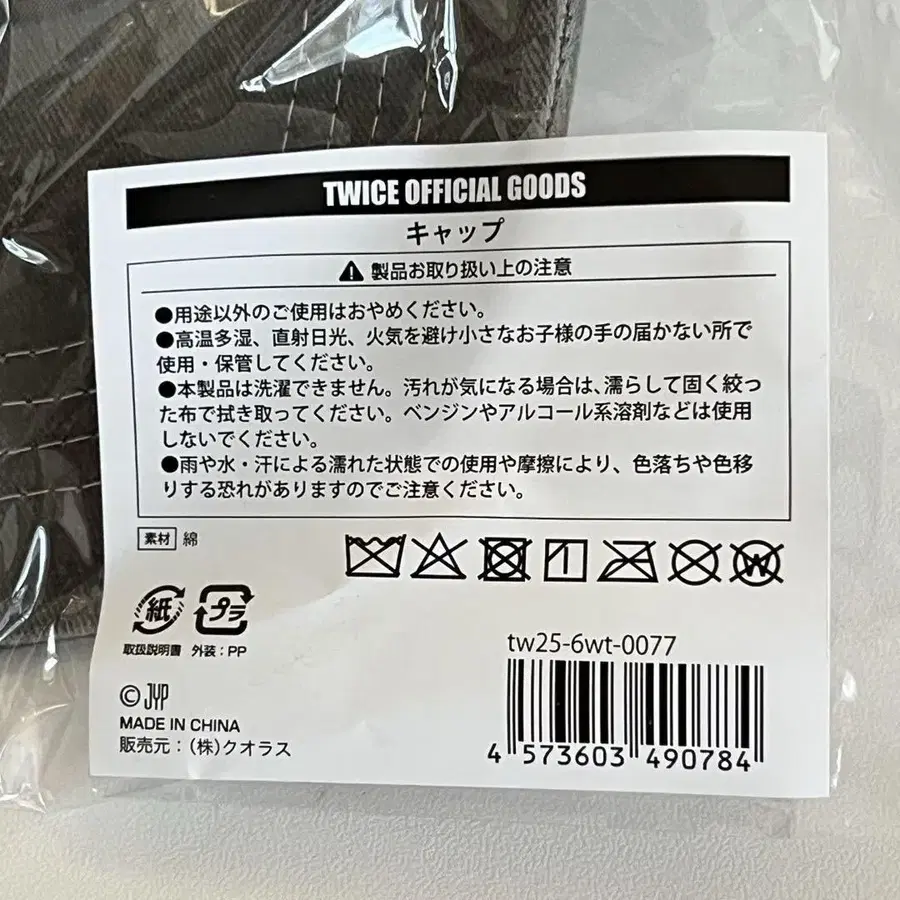 TWICE OFFICIAL GOODS
キャップ
製品お取り扱い上の注意
●用途以外のご使用はおやめください。
●高温多湿、直射日光、火気を避け小さなお子様の手の届かない所で
使用・保管してください。
●本製品は洗濯できません。汚れが気になる場合は、濡らして固く絞っ
た布で拭き取ってください。ベンジンやアルコール系溶剤などは使用
しないでください。
●雨や水・汗による濡れた状態での使用や摩擦により、色落ちや色移
りする恐れがありますのでご注意ください。
素材 綿
W
紙 プラ
取扱説明書 外装：PP
tw25-6wt-0077
© JYP
MADE IN CHINA
販売元：（株）クオラス
4 573603 490784